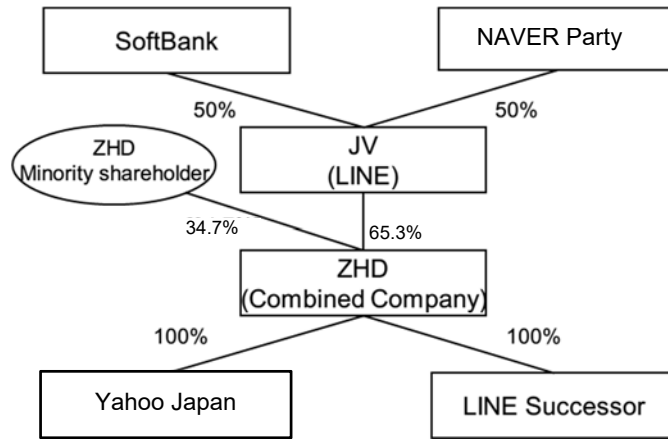 SoftBank
NAVER Party
50%
50%
JV
(LINE)
ZHD
Minority shareholder
34.7%
65.3%
ZHD
(Combined Company)
100%
100%
Yahoo Japan
LINE Successor